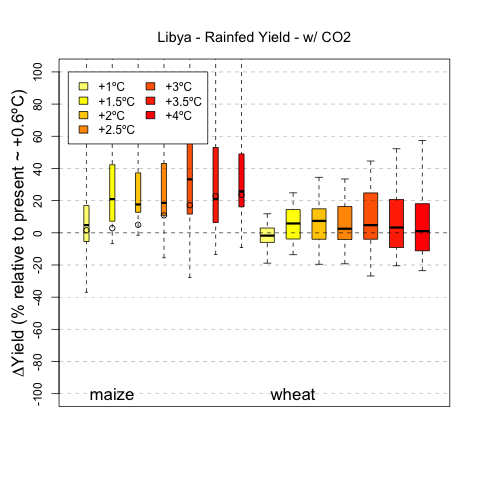 Libya - Rainfed Yield - w/ CO2
ΔYield (% relative to present ~ +0.6ºC)
100
60
40
20
0
-20
-40
-60
-80
-100
+1ºC
+1.5ºC
+2ºC
+2.5ºC
+3ºC
+3.5ºC
+4ºC
maize
wheat